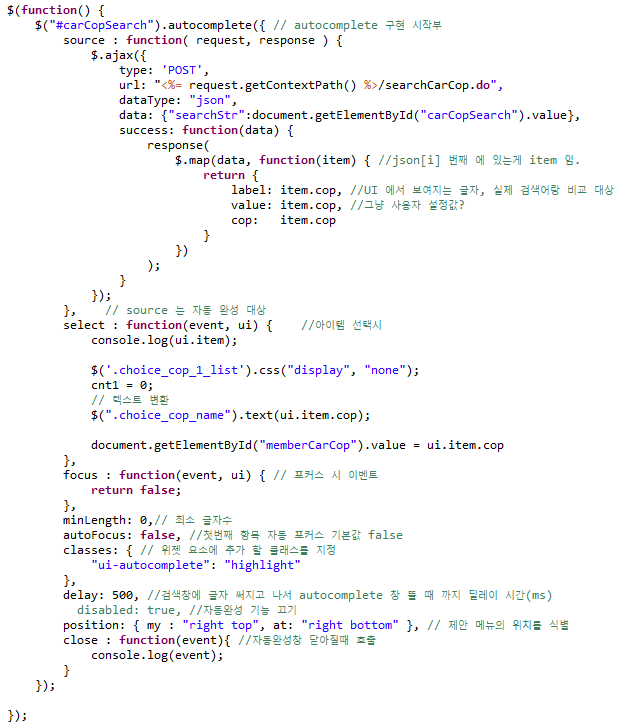 $(function() {
    $("#carCopSearch").autocomplete({ // autocomplete 구현 시작부
        source : function( request, response ) {
            $.ajax({
                type: 'POST',
                url: "<%= request.getContextPath() %>/searchCarCop.do",
                dataType: "json",
                data: {"searchStr":document.getElementById("carCopSearch").value},
                success: function(data) {
                    response(
                        $.map(data, function(item) { //json[i] 번째 에 있는게 item 임.
                            return {
                                label: item.cop, //UI 에서 보여지는 글자, 실제 검색어랑 비교 대상
                                value: item.cop, //그냥 사용자 설정값?
                                cop:   item.cop
                            }
                        })
                    );
                }
            });
        },    // source 는 자동 완성 대상
        select : function(event, ui) {    //아이템 선택시
            console.log(ui.item);

            $('.choice_cop_1_list').css("display", "none");
            cnt1 = 0;
            // 텍스트 변환
            $(".choice_cop_name").text(ui.item.cop);

            document.getElementById("memberCarCop").value = ui.item.cop
        },
        focus : function(event, ui) { // 포커스 시 이벤트
            return false;
        },
        minLength: 0,// 최소 글자수
        autoFocus: false, //첫번째 항목 자동 포커스 기본값 false
        classes: { // 위젯 요소에 추가 할 클래스를 지정
            "ui-autocomplete": "highlight"
        },
        delay: 500, //검색창에 글자 써지고 나서 autocomplete 창 뜰 때 까지 딜레이 시간(ms)
          disabled: true, //자동완성 기능 끄기
        position: { my : "right top", at: "right bottom" }, // 제안 메뉴의 위치를 식별
        close : function(event){ //자동완성창 닫아질때 호출
            console.log(event);
        }
    });

});